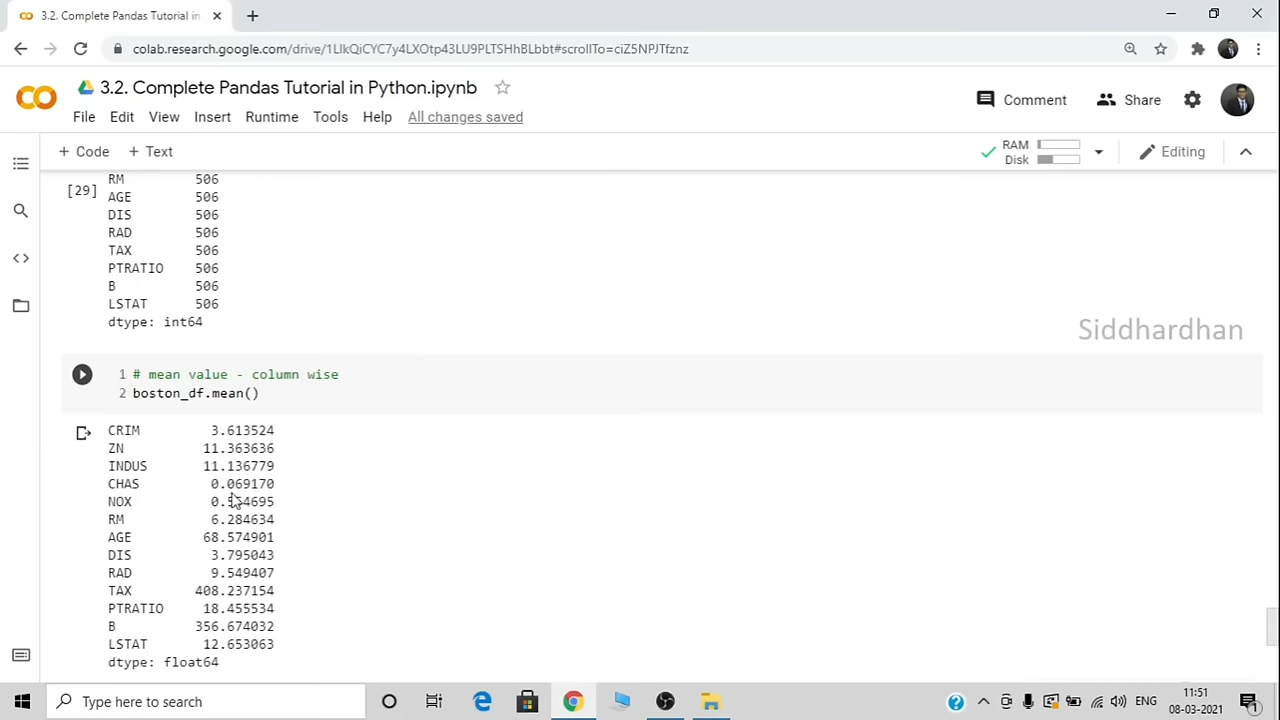 3.2. Complete Pandas Tutorial in
colab.research.google.com/drive/1LlkQiCYC7y4LXOtp43LU9PLTSHhBLbbt#scrollTo=ciZ5NPJTfznz
3.2. Complete Pandas Tutorial in Python.ipynb
Comment
Share
File Edit View Insert Runtime Tools Help All changes saved
+ Code + Text
RAM
Disk
Editing
[29]
RM 506
AGE 506
DIS 506
RAD 506
TAX 506
PTRATIO 506
B 506
LSTAT 506
dtype: int64
Siddhardhan
1 # mean value - column wise
2 boston_df.mean()
CRIM 3.613524
ZN 11.363636
INDUS 11.136779
CHAS 0.069170
NOX
RM 6.284634
AGE 68.574901
DIS 3.795043
RAD 9.549407
TAX 408.237154
PTRATIO 18.455534
B 356.674032
LSTAT 12.653063
dtype: float64
Type here to search
ENG
11:51
08-03-2021